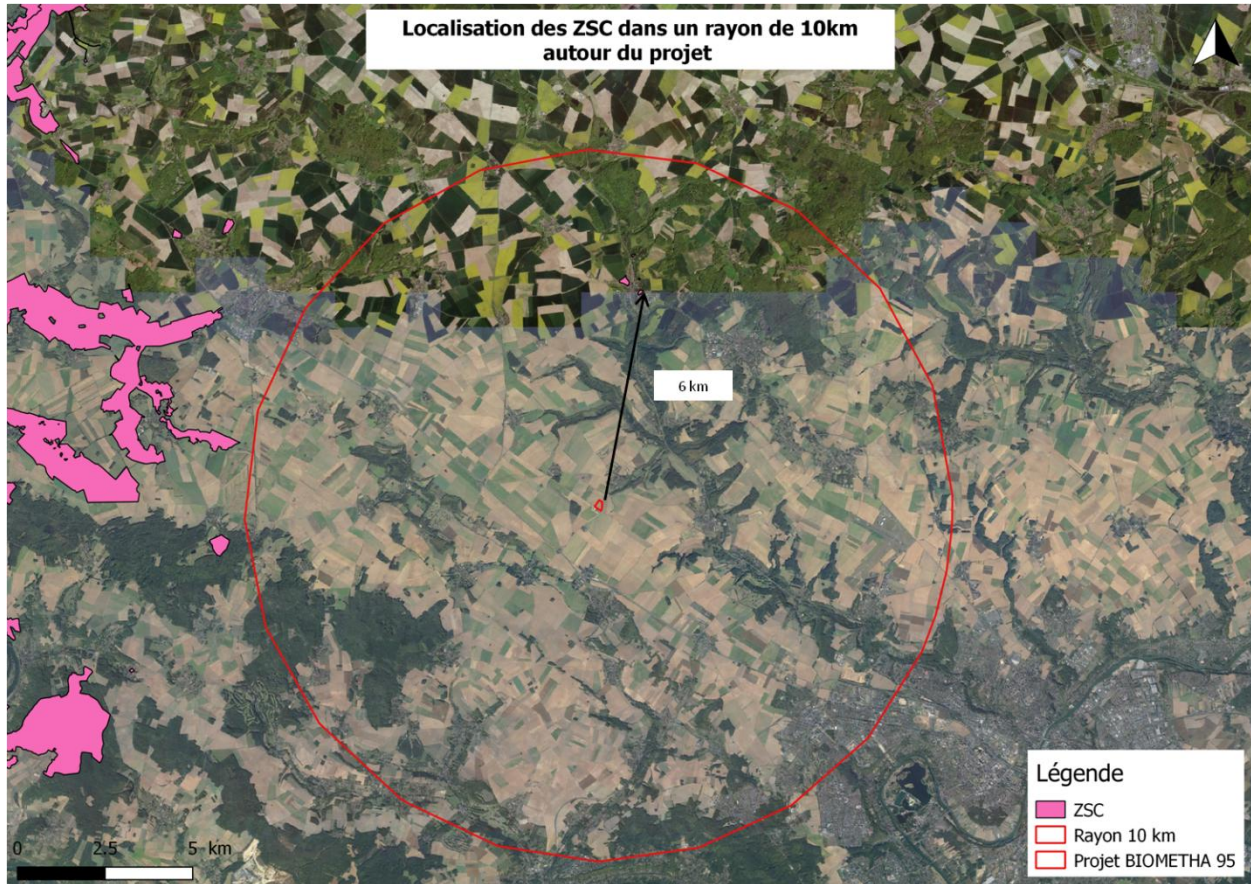 Localisation des ZSC dans un rayon de 10km
autour du projet
6 km
Légende
ZSC
Rayon 10 km
Projet BIOMETHA 95
0 2.5 5 km